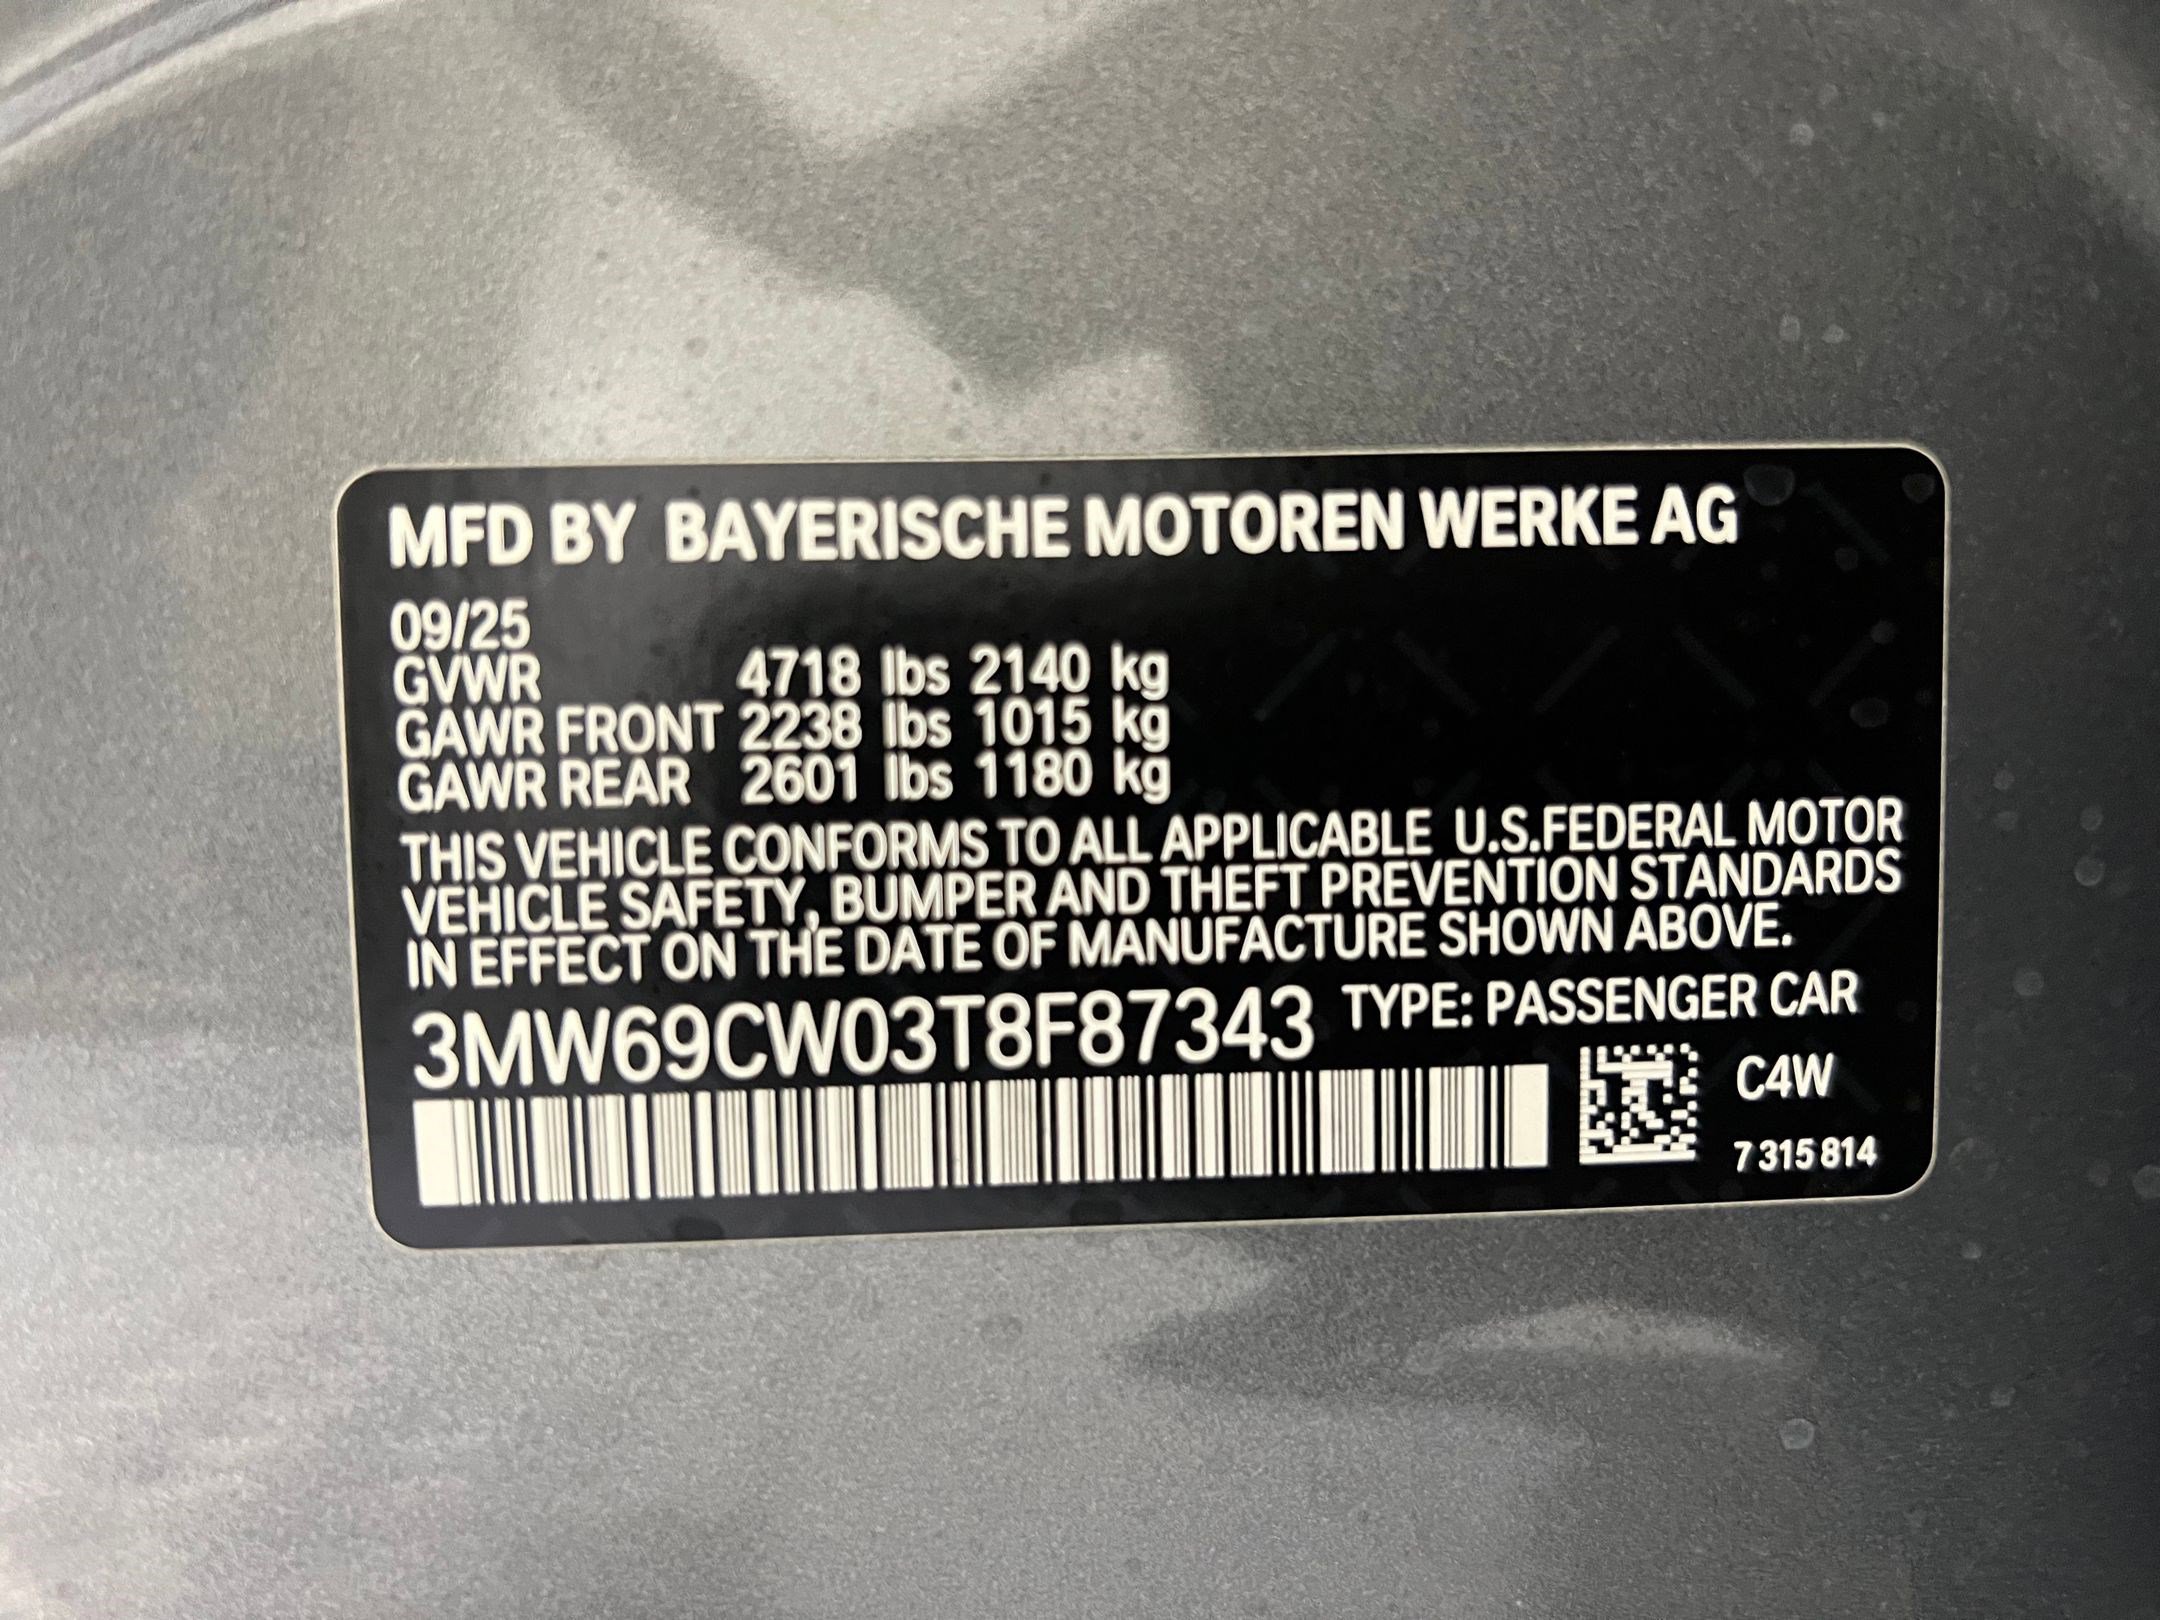 MFD BY BAYERISCHE MOTOREN WERKE AG
09/25
GVWR 4718 lbs 2140 kg
GAWR FRONT 2238 lbs 1015 kg
GAWR REAR 2601 lbs 1180 kg
THIS VEHICLE CONFORMS TO ALL APPLICABLE U.S.FEDERAL MOTOR
VEHICLE SAFETY, BUMPER AND THEFT PREVENTION STANDARDS
IN EFFECT ON THE DATE OF MANUFACTURE SHOWN ABOVE.
3MW69CW03T8F87343 TYPE: PASSENGER CAR
C4W
7 315 814